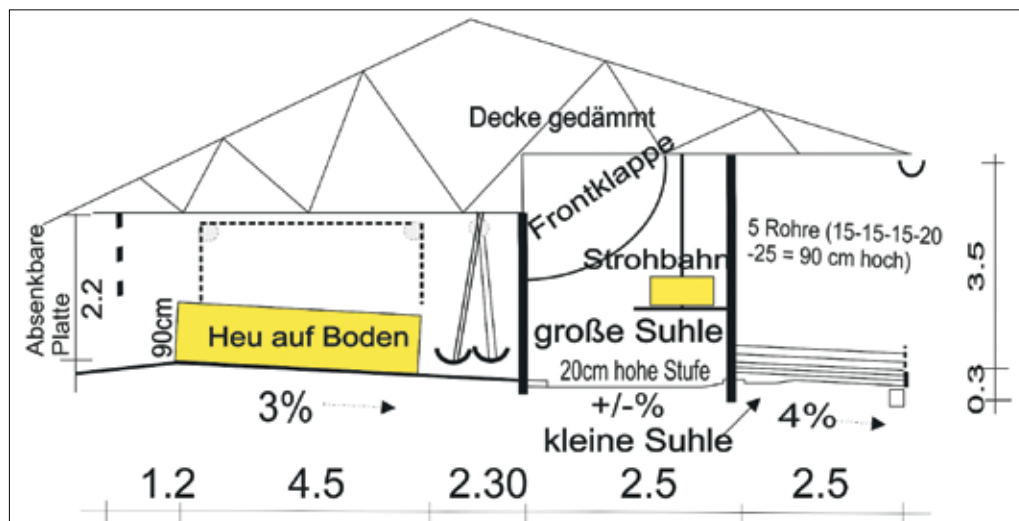 Decke gedämmt
Frontklappe
Strohbahn
5 Rohre (15-15-15-20
-25 = 90 cm hoch)
3.5
Absenkbare
Platte
2.2
90cm
Heu auf Boden
große Suhle
20cm hohe Stufe
0.3
3%
+/-%
4%
kleine Suhle
1.2
4.5
2.30
2.5
2.5